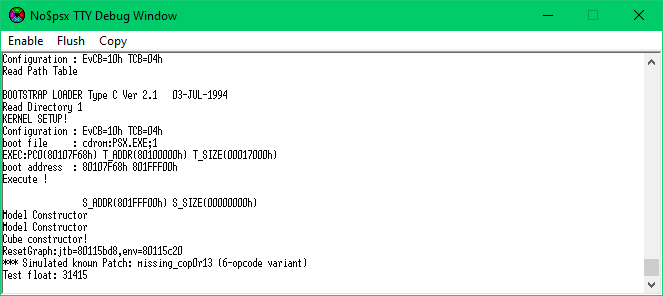 No$psx TTY Debug Window
Enable Flush Copy
Configuration : EvCB=10h TCB=04h
Read Path Table
BOOTSTRAP LOADER Type C Ver 2.1 03-JUL-1994
Read Directory 1
KERNEL SETUP!
Configuration : EvCB=10h TCB=04h
boot file : cdrom:PSX.EXE;1
EXEC:PC0(80107F68h) T_ADDR(80100000h) T_SIZE(00017000h)
boot address : 80107F68h 801FFF00h
Execute !
S_ADDR(801FFF00h) S_SIZE(00000000h)
Model Constructor
Model Constructor
Cube constructor!
ResetGraph:jtb=80115bd8,env=80115c20
*** Simulated known Patch: missing_cop0r13 (6-opcode variant)
Test float: 31415